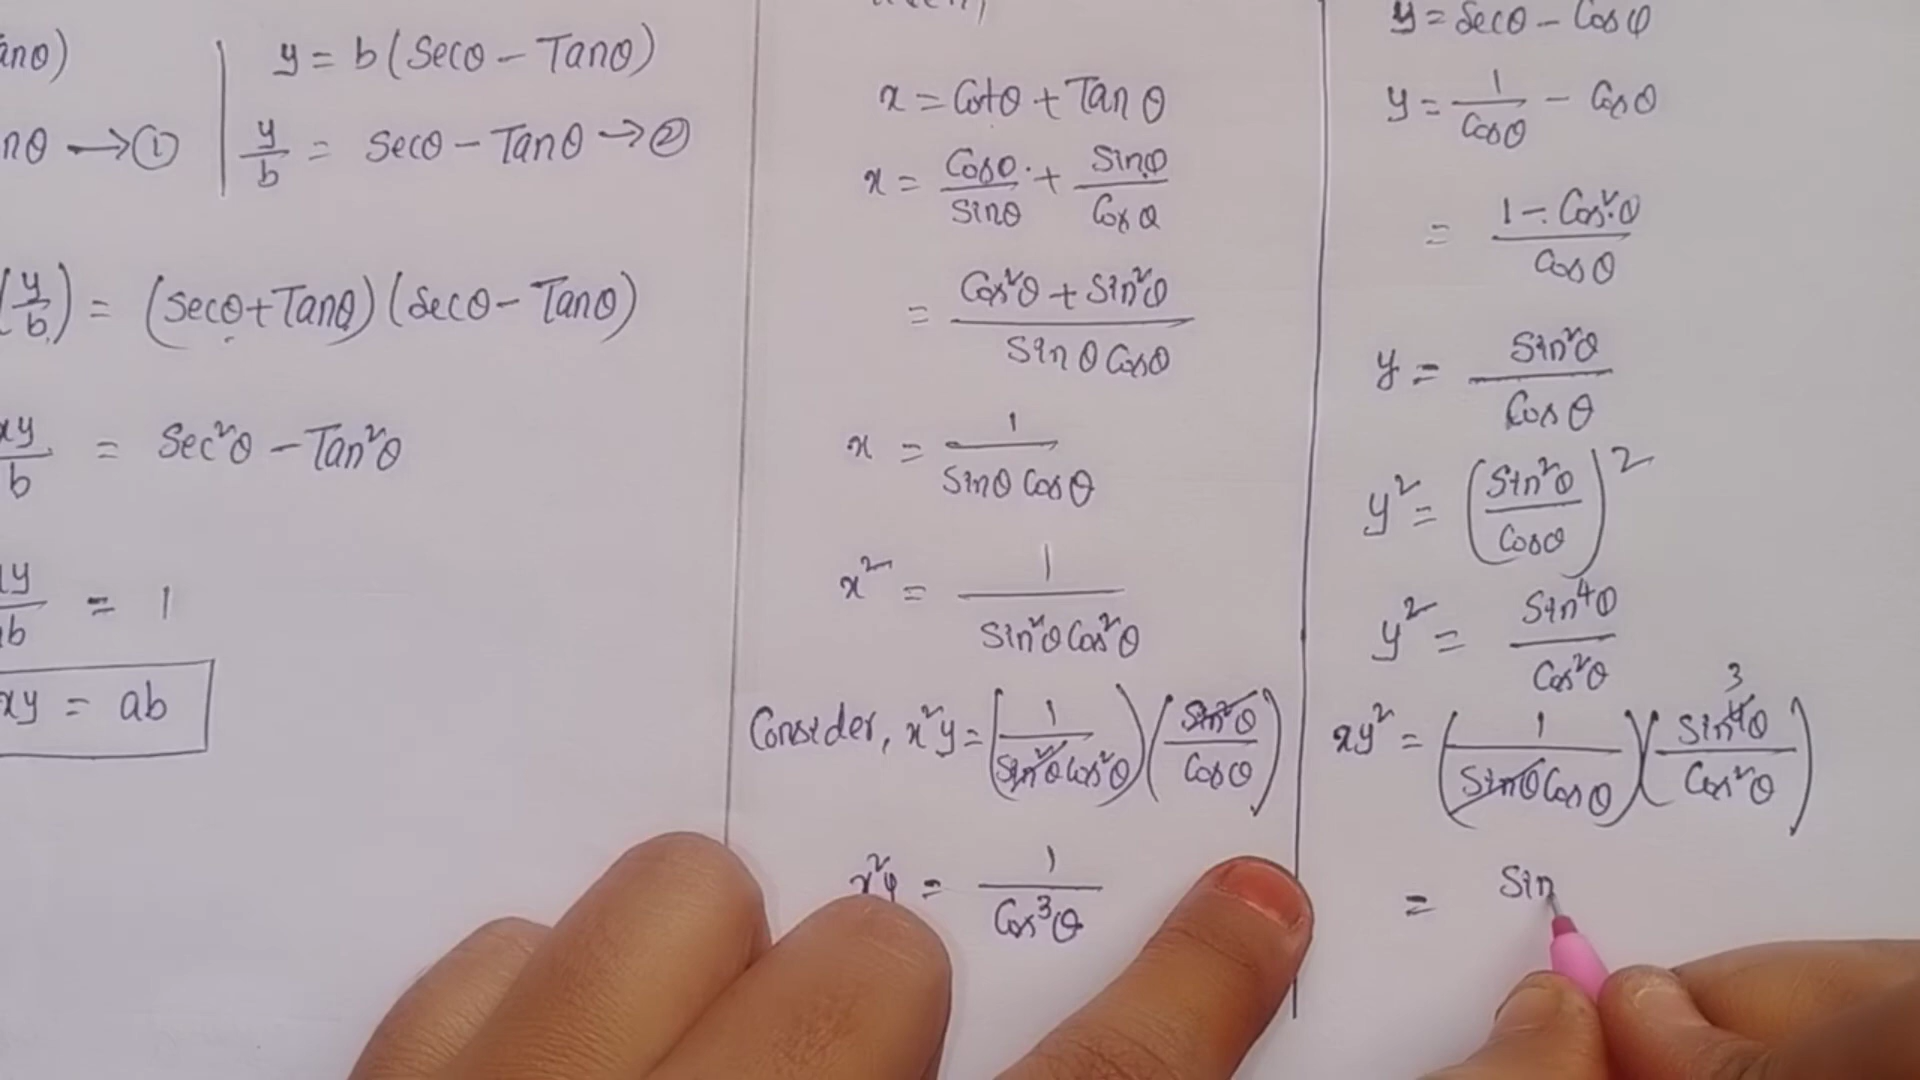 anθ)
y = b(Secθ - Tanθ)
nθ → ①
y/b = Secθ - Tanθ → ②
(y/b) = (Secθ + Tanθ)(Secθ - Tanθ)
xy/b = Sec²θ - Tan²θ
xy/ab = 1
xy = ab
x = Cotθ + Tanθ
x = Cosθ/Sinθ + Sinθ/Cosθ
= (Cos²θ + Sin²θ)/(Sinθ Cosθ)
x = 1/(Sinθ Cosθ)
x² = 1/(Sin²θ Cos²θ)
Consider, x²y = (1/(Sin²θ Cos²θ))(Sin²θ/Cosθ)
x²y = 1/Cos³θ
y = Secθ - Cosθ
y = 1/Cosθ - Cosθ
= (1 - Cos²θ)/Cosθ
y = Sin²θ/Cosθ
y² = (Sin²θ/Cosθ)²
y² = Sin⁴θ/Cos²θ
3
xy² = (1/(Sinθ Cosθ))(Sin⁴θ/Cos²θ)
= Sin